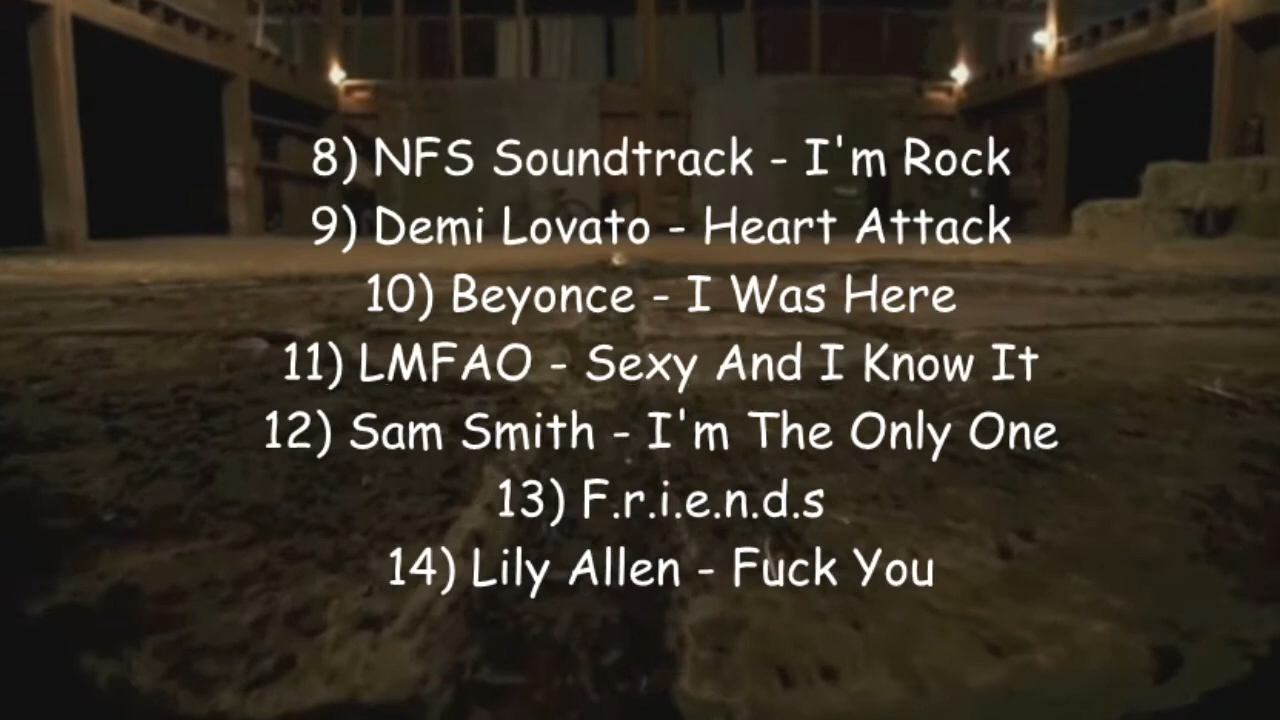 8) NFS Soundtrack - I'm Rock
9) Demi Lovato - Heart Attack
10) Beyonce - I Was Here
11) LMFAO - Sexy And I Know It
12) Sam Smith - I'm The Only One
13) F.r.i.e.n.d.s
14) Lily Allen - Fuck You